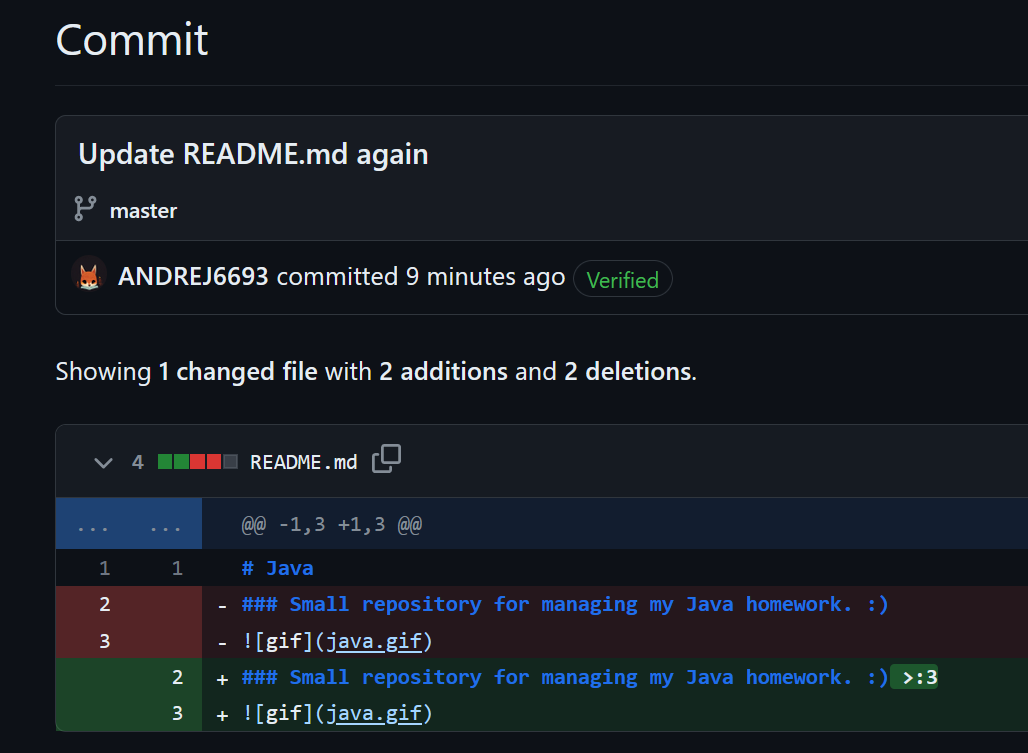 Commit
Update README.md again
master
ANDREJ6693 committed 9 minutes ago Verified
Showing 1 changed file with 2 additions and 2 deletions.
4 README.md
... ... @@ -1,3 +1,3 @@
1 1 # Java
2 - ### Small repository for managing my Java homework. :)
3 - ![gif](java.gif)
2 + ### Small repository for managing my Java homework. :) >:3
3 + ![gif](java.gif)